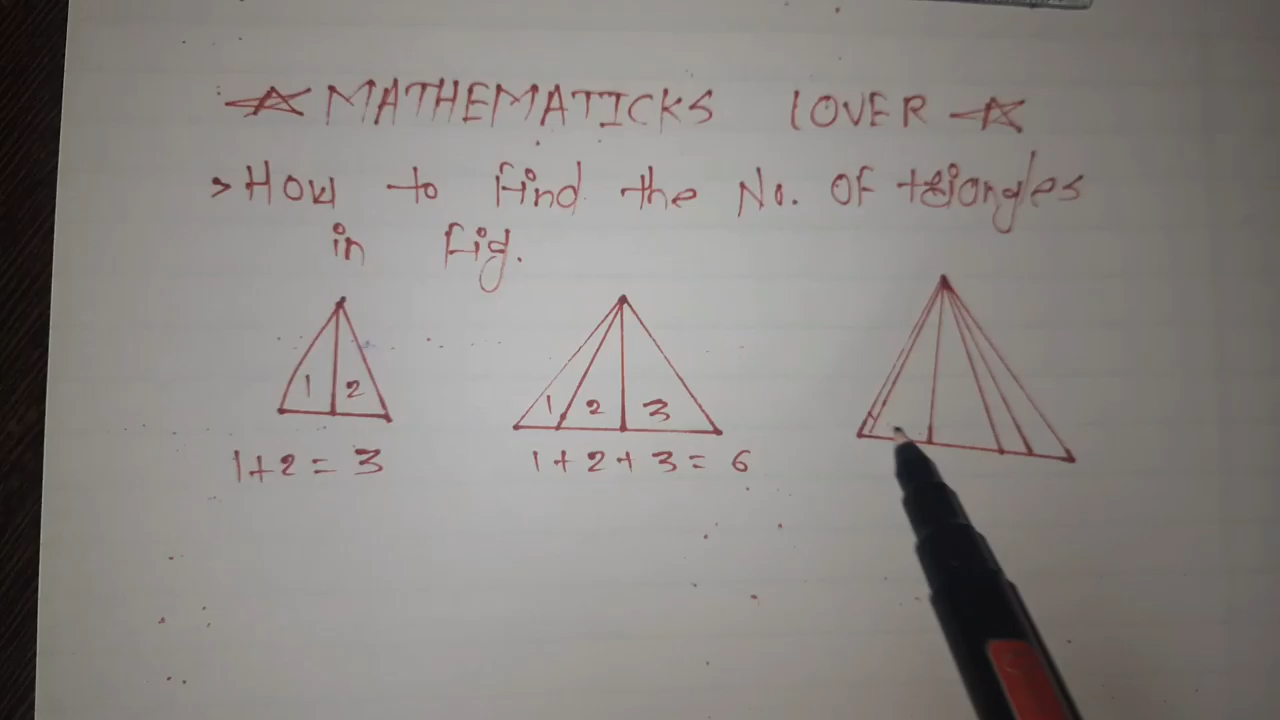 ☆ MATHEMATICKS LOVER ☆
> How to find the No. OF triangles
in fig.
1 2
1 2 3
1+2 = 3
1+2+3 = 6